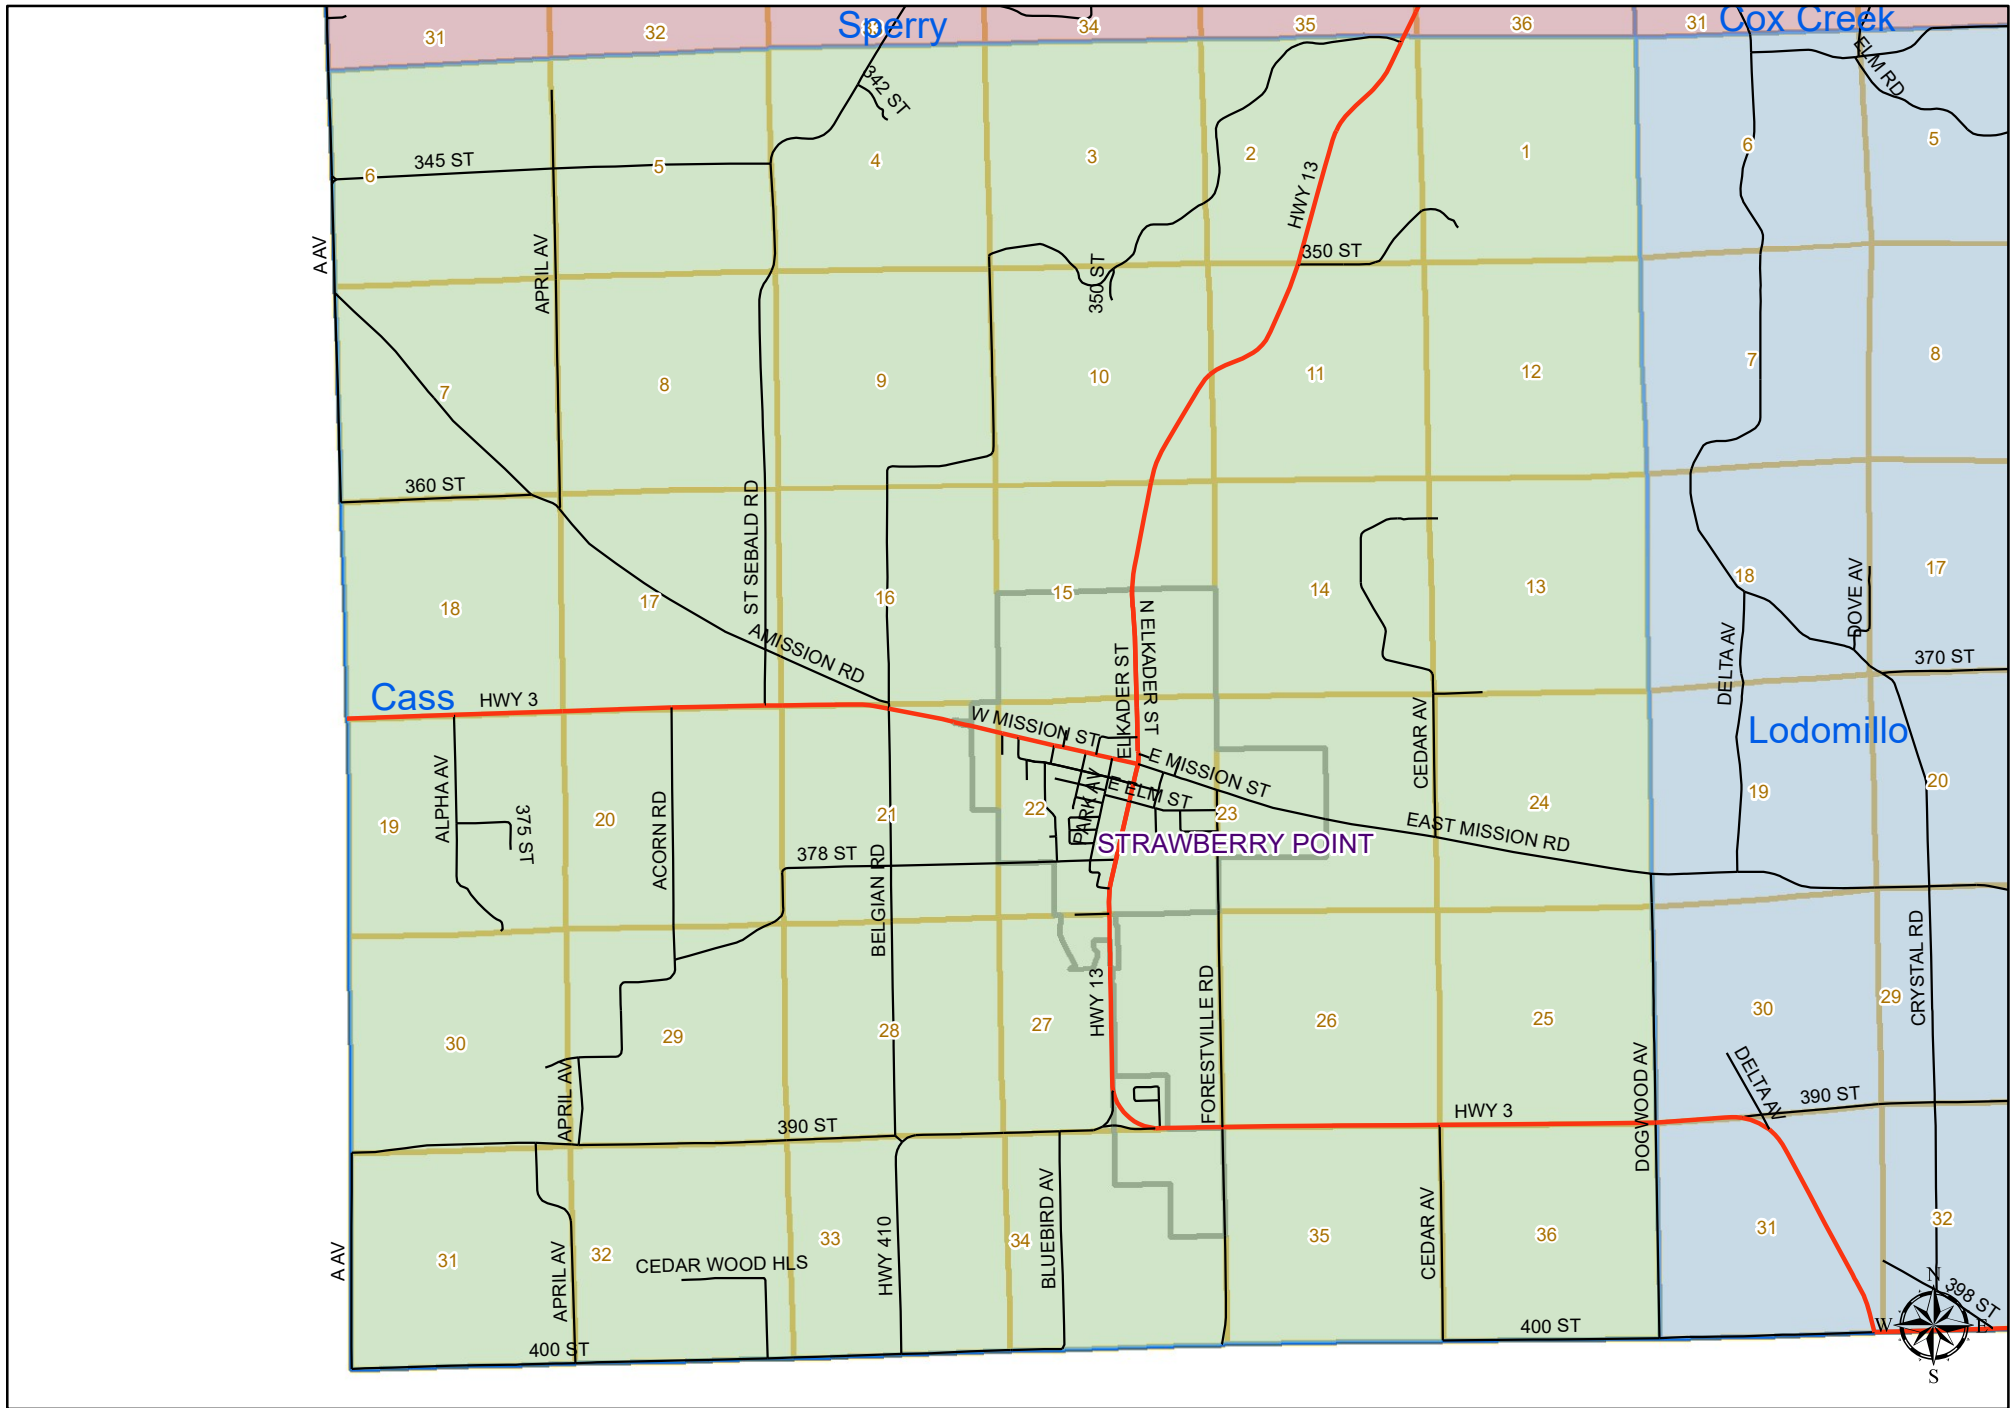 31
32
33
Sperry
34
35
36
31
Cox Creek
ELM RD
342 ST
345 ST
6
5
4
3
2
1
6
5
HWY 13
A AV
APRIL AV
350 ST
350 ST
7
8
9
10
11
12
7
8
360 ST
ST SEBALD RD
18
17
16
15
14
13
18
17
DOVE AV
AMISSION RD
N ELKADER ST
ELKADER ST
DELTA AV
370 ST
Cass
HWY 3
W MISSION ST
CEDAR AV
Lodomillo
E MISSION ST
PARK AV
E ELM ST
ALPHA AV
375 ST
ACORN RD
19
20
21
22
23
24
19
20
EAST MISSION RD
STRAWBERRY POINT
378 ST
BELGIAN RD
CRYSTAL RD
HWY 13
FORESTVILLE RD
30
29
28
27
26
25
30
29
DOGWOOD AV
DELTA AV
APRIL AV
390 ST
HWY 3
390 ST
A AV
APRIL AV
HWY 410
BLUEBIRD AV
CEDAR AV
31
32
33
34
35
36
31
32
CEDAR WOOD HLS
398 ST
N
W
E
S
400 ST
400 ST